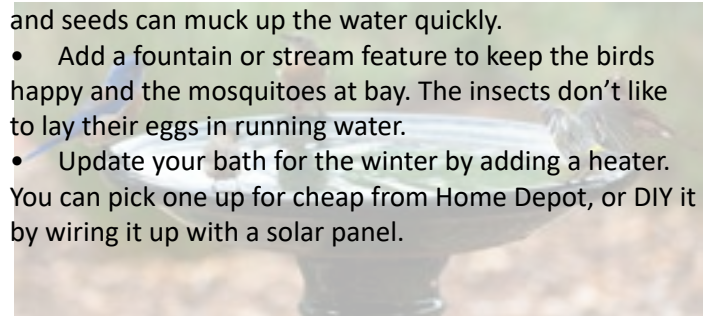 and seeds can muck up the water quickly.
• Add a fountain or stream feature to keep the birds
happy and the mosquitoes at bay. The insects don’t like
to lay their eggs in running water.
• Update your bath for the winter by adding a heater.
You can pick one up for cheap from Home Depot, or DIY it
by wiring it up with a solar panel.